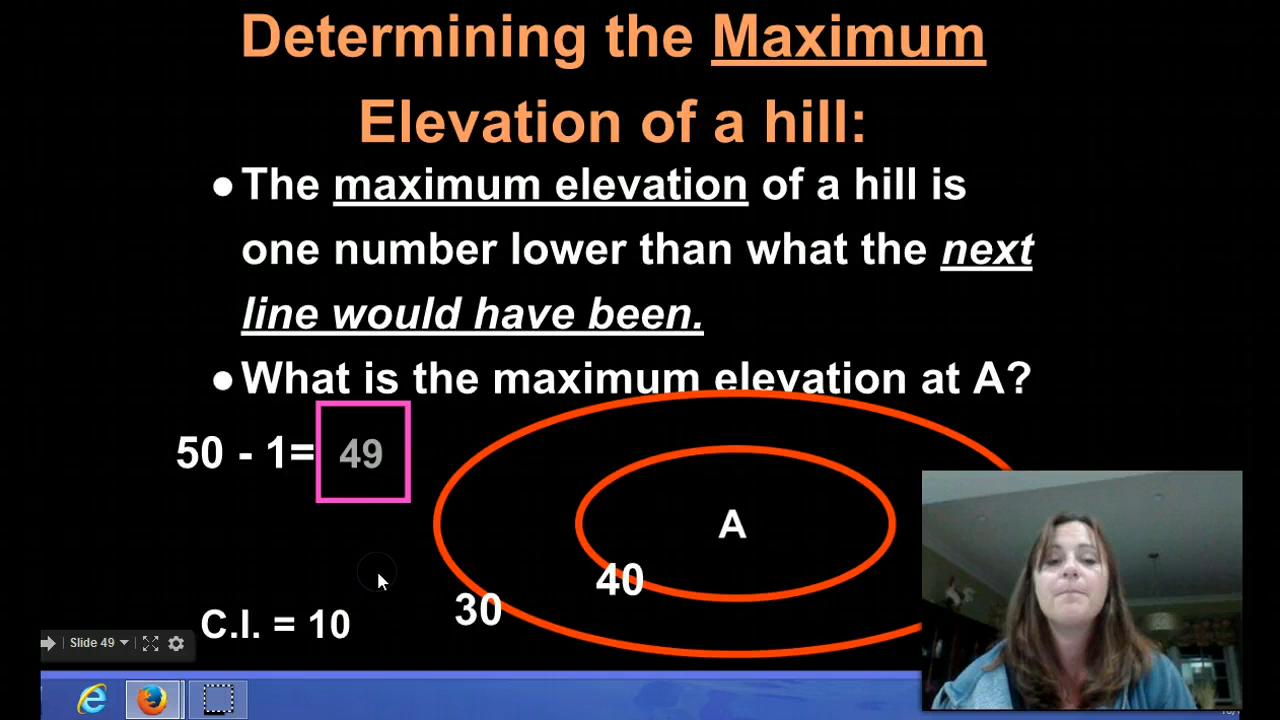 Determining the Maximum
Elevation of a hill:
●The maximum elevation of a hill is
one number lower than what the next
line would have been.
●What is the maximum elevation at A?
50 - 1= 49
A
40
30
C.I. = 10
Slide 49